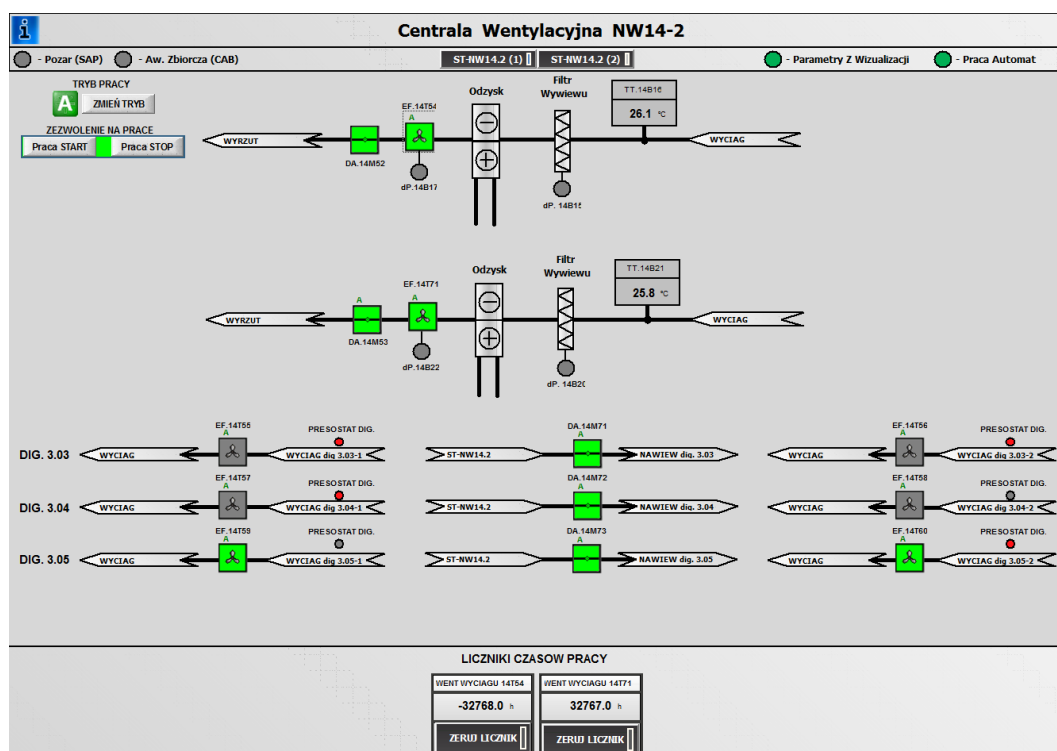 Centrala Wentylacyjna NW14-2
- Pozar (SAP) - Aw. Zbiorcza (CAB) ST-NW14.2 (1) ST-NW14.2 (2) - Parametry Z Wizualizacji - Praca Automat
TRYB PRACY
A ZMIEŃ TRYB
ZEZWOLENIE NA PRACE
Praca START Praca STOP
EF.14T54
A
Odzysk
Filtr
Wywiewu
TT.14B16
26.1 °C
WYRZUT
WYCIAG
DA.14M52
dP.14B17
dP. 14B15
EF.14T71
A
A
Odzysk
Filtr
Wywiewu
TT.14B21
25.8 °C
WYRZUT
WYCIAG
DA.14M53
dP.14B22
dP. 14B20
EF.14T55 PRESOSTAT DIG. DA.14M71 EF.14T56 PRESOSTAT DIG.
A A A
DIG. 3.03 WYCIAG WYCIAG dig 3.03-1 ST-NW14.2 NAWIEW dig. 3.03 WYCIAG WYCIAG dig 3.03-2
EF.14T57 PRESOSTAT DIG. DA.14M72 EF.14T58 PRESOSTAT DIG.
A A A
DIG. 3.04 WYCIAG WYCIAG dig 3.04-1 ST-NW14.2 NAWIEW dig. 3.04 WYCIAG WYCIAG dig 3.04-2
EF.14T59 PRESOSTAT DIG. DA.14M73 EF.14T60 PRESOSTAT DIG.
A A A
DIG. 3.05 WYCIAG WYCIAG dig 3.05-1 ST-NW14.2 NAWIEW dig. 3.05 WYCIAG WYCIAG dig 3.05-2
LICZNIKI CZASOW PRACY
WENT WYCIAGU 14T54 WENT WYCIAGU 14T71
-32768.0 h 32767.0 h
ZERUJ LICZNIK ZERUJ LICZNIK